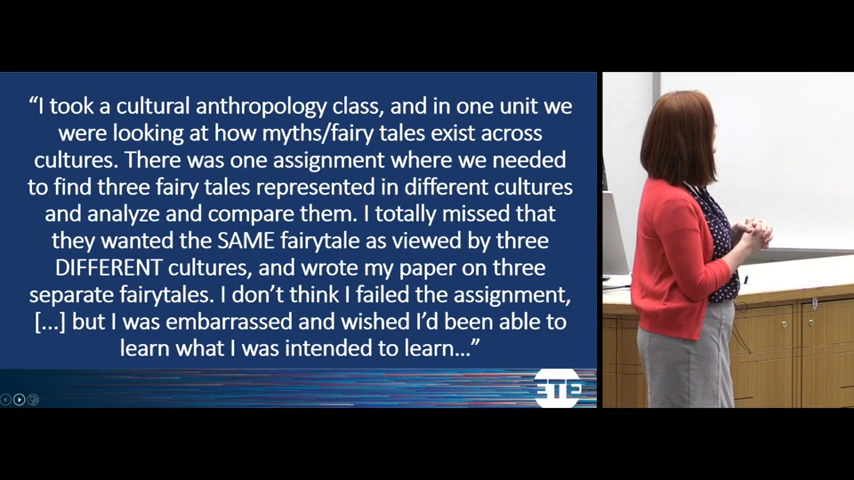 “I took a cultural anthropology class, and in one unit we
were looking at how myths/fairy tales exist across
cultures. There was one assignment where we needed
to find three fairy tales represented in different cultures
and analyze and compare them. I totally missed that
they wanted the SAME fairytale as viewed by three
DIFFERENT cultures, and wrote my paper on three
separate fairytales. I don’t think I failed the assignment,
[...] but I was embarrassed and wished I’d been able to
learn what I was intended to learn…”